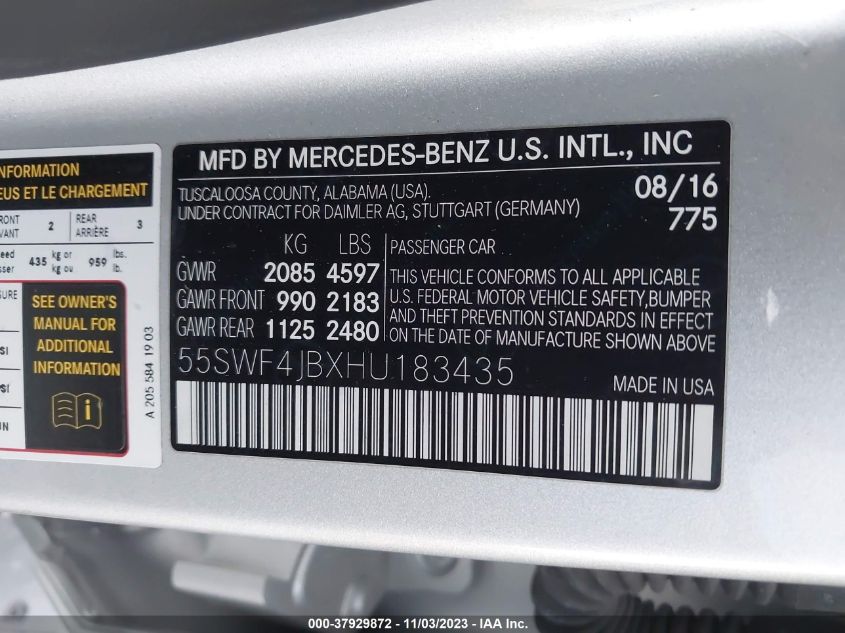 INFORMATION
EUS ET LE CHARGEMENT
RONT 2 REAR 3
VANT ARRIÈRE
eed 435 kg or 959 lbs.
sser kg ou lb.
SURE
SEE OWNER'S
MANUAL FOR
ADDITIONAL
INFORMATION
SI
PSI
IN
A 205 584 19 03
MFD BY MERCEDES-BENZ U.S. INTL., INC
TUSCALOOSA COUNTY, ALABAMA (USA). 08/16
UNDER CONTRACT FOR DAIMLER AG, STUTTGART (GERMANY) 775
KG LBS PASSENGER CAR
GVWR 2085 4597 THIS VEHICLE CONFORMS TO ALL APPLICABLE
GAWR FRONT 990 2183 U.S. FEDERAL MOTOR VEHICLE SAFETY,BUMPER
GAWR REAR 1125 2480 AND THEFT PREVENTION STANDARDS IN EFFECT
ON THE DATE OF MANUFACTURE SHOWN ABOVE
55SWF4JBXHU183435 MADE IN USA
000-37929872 - 11/03/2023 - IAA Inc.